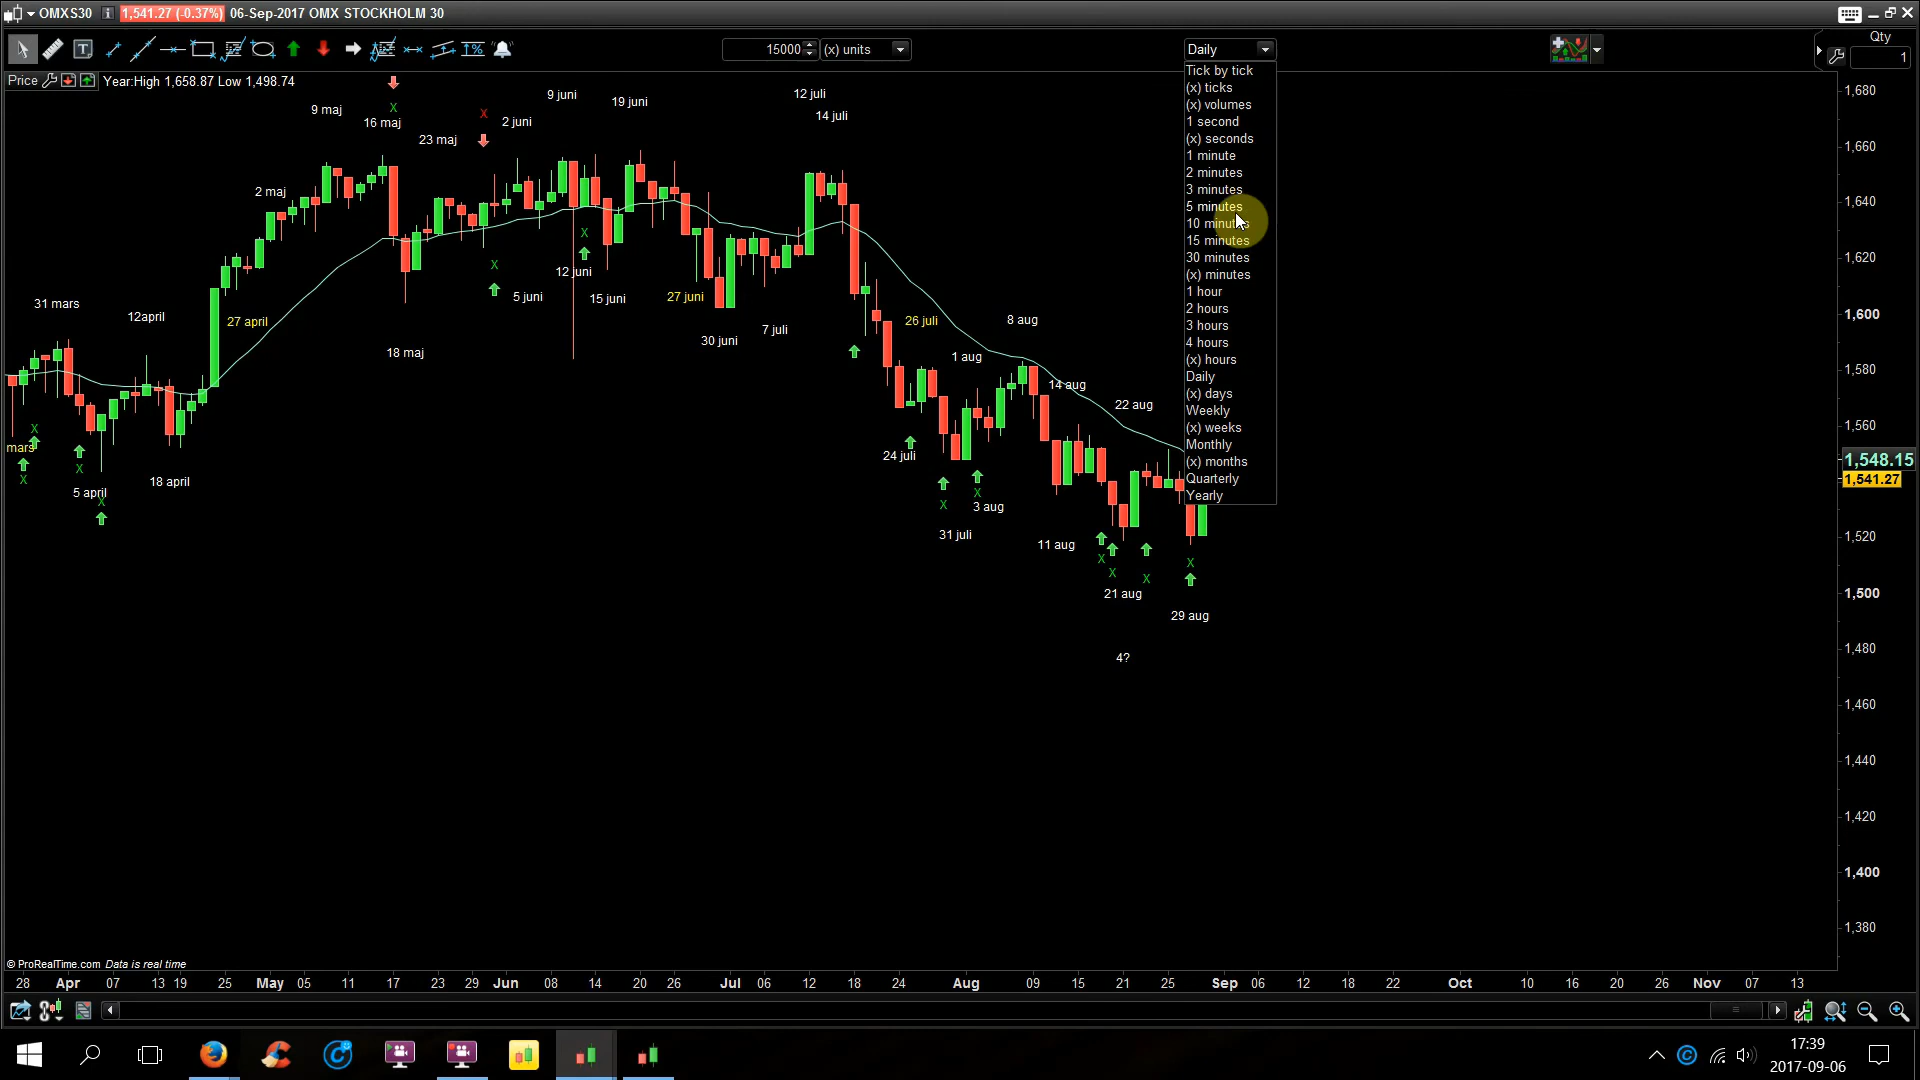 OMXS30 i 1,541.27 (-0.37%) 06-Sep-2017 OMX STOCKHOLM 30
15000 (x) units
Daily
Qty
1
Price Year:High 1,658.87 Low 1,498.74
Tick by tick
(x) ticks
(x) volumes
1 second
(x) seconds
1 minute
2 minutes
3 minutes
5 minutes
10 minutes
15 minutes
30 minutes
(x) minutes
1 hour
2 hours
3 hours
4 hours
(x) hours
Daily
(x) days
Weekly
(x) weeks
Monthly
(x) months
Quarterly
Yearly
9 juni
19 juni
12 juli
14 juli
9 maj
X
16 maj
X
2 juni
23 maj
2 maj
X
12 juni
X
5 juni
15 juni
27 juni
31 mars
12april
27 april
18 maj
30 juni
7 juli
26 juli
8 aug
1 aug
14 aug
22 aug
X
mars
X
X
5 april
X
18 april
24 juli
X
31 juli
X
3 aug
11 aug
X
X
X
21 aug
X
29 aug
4?
1,680
1,660
1,640
1,620
1,600
1,580
1,560
1,548.15
1,541.27
1,520
1,500
1,480
1,460
1,440
1,420
1,400
1,380
© ProRealTime.com Data is real time
28 Apr 07 13 19 25 May 05 11 17 23 29 Jun 08 14 20 26 Jul 06 12 18 24 Aug 09 15 21 25 Sep 06 12 18 22 Oct 10 16 20 26 Nov 07 13
17:39
2017-09-06